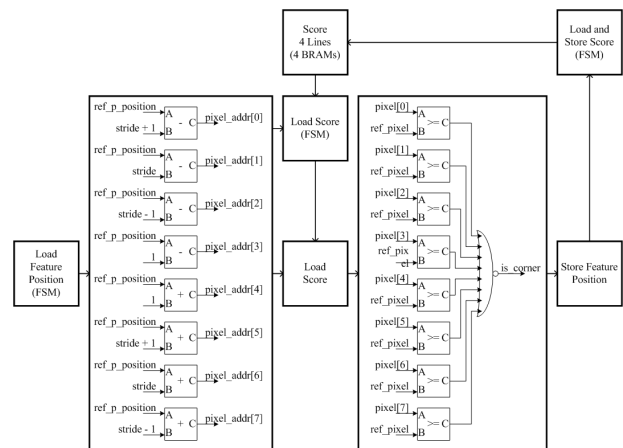 Score
4 Lines
(4 BRAMs)
Load and
Store Score
(FSM)
Load Score
(FSM)
Load
Feature
Position
(FSM)
ref_p_position
stride + 1
A
B
- C
pixel_addr[0]
ref_p_position
stride
A
B
- C
pixel_addr[1]
ref_p_position
stride - 1
A
B
- C
pixel_addr[2]
ref_p_position
1
A
B
- C
pixel_addr[3]
ref_p_position
1
A
B
+ C
pixel_addr[4]
ref_p_position
stride + 1
A
B
+ C
pixel_addr[5]
ref_p_position
stride
A
B
+ C
pixel_addr[6]
ref_p_position
stride - 1
A
B
+ C
pixel_addr[7]
Load
Score
pixel[0]
ref_pixel
A
B
>= C
pixel[1]
ref_pixel
A
B
>= C
pixel[2]
ref_pixel
A
B
>= C
pixel[3]
ref_pix
el
A
B
>= C
pixel[4]
ref_pixel
A
B
>= C
pixel[5]
ref_pixel
A
B
>= C
pixel[6]
ref_pixel
A
B
>= C
pixel[7]
ref_pixel
A
B
>= C
is_corner
Store Feature
Position